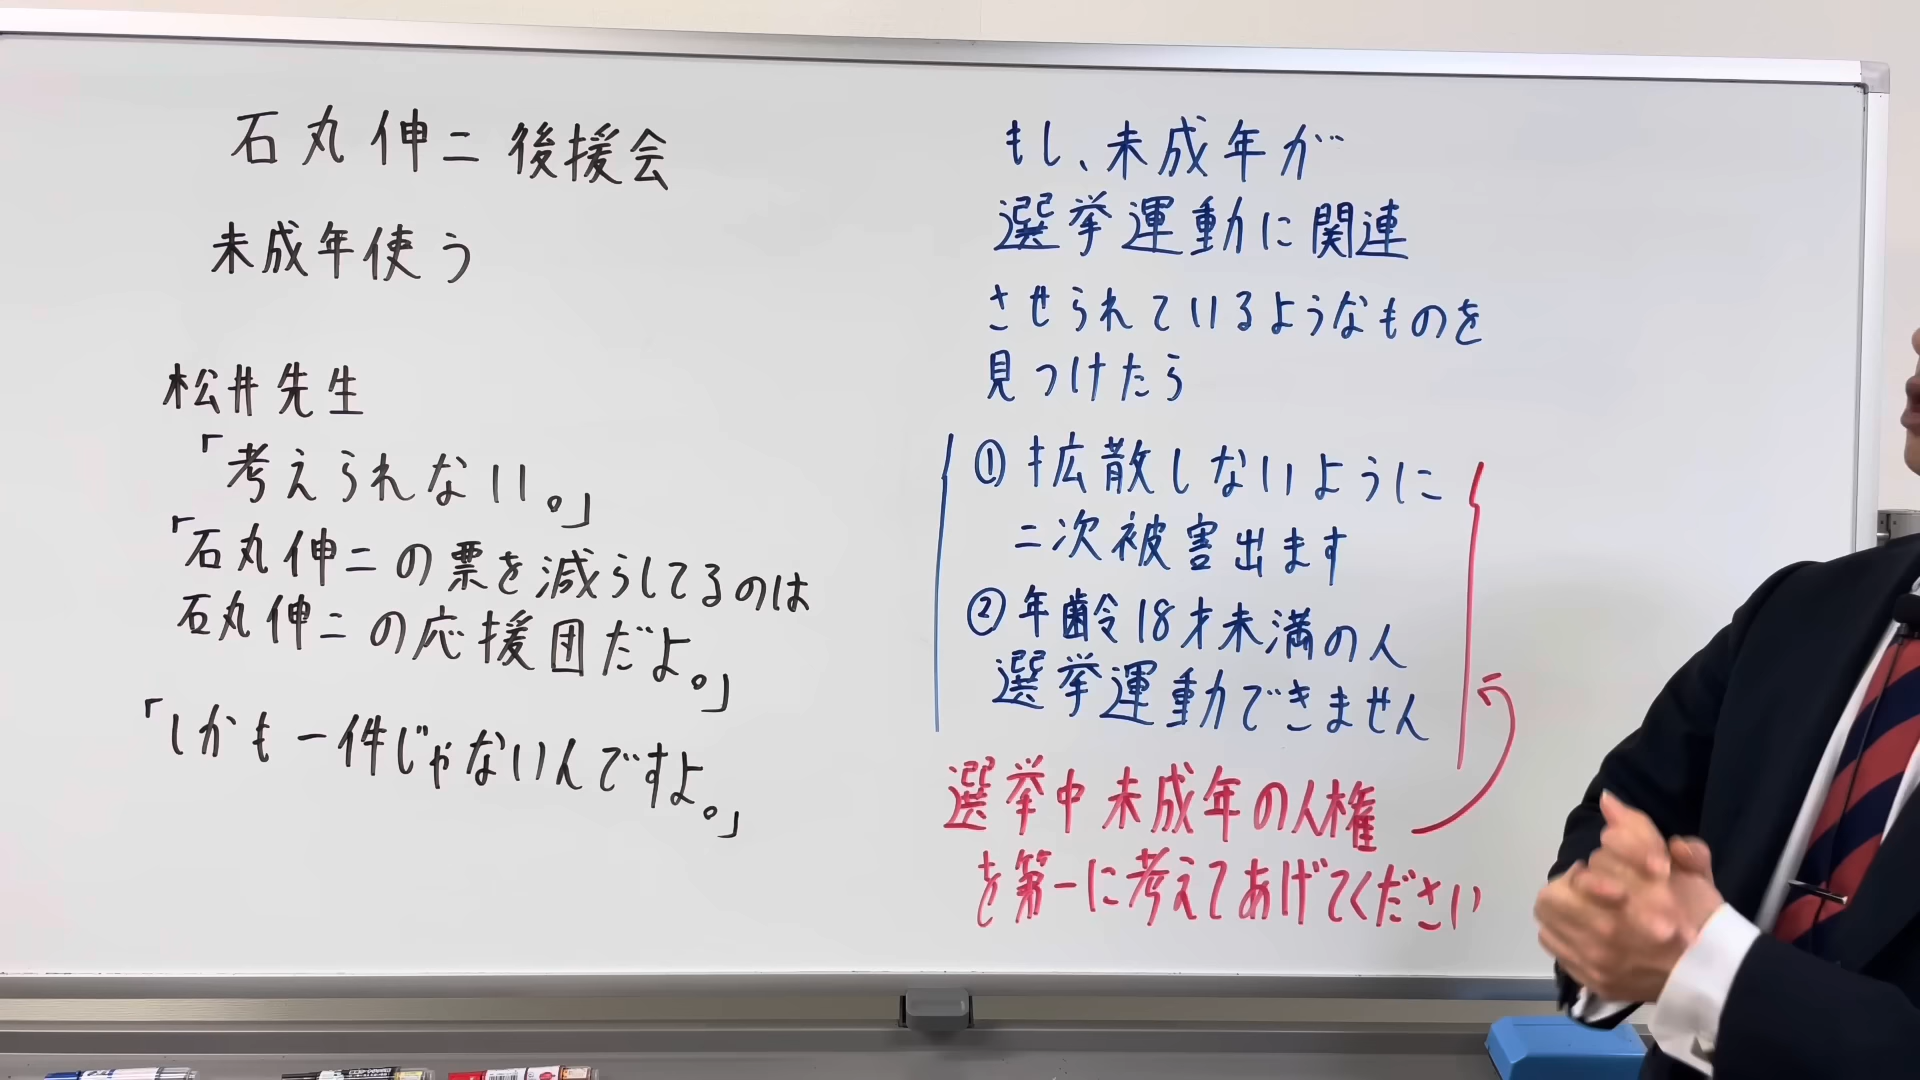 石丸伸二後援会
未成年使う
松井先生
「考えられない。」
「石丸伸二の票を減らしてるのは
石丸伸二の応援団だよ。」
「しかも一件じゃないんですよ。」
もし、未成年が
選挙運動に関連
させられているようなものを
見つけたら
①拡散しないように
二次被害出ます
②年齢18才未満の人
選挙運動できません
選挙中未成年の人権
を第一に考えてあげてください